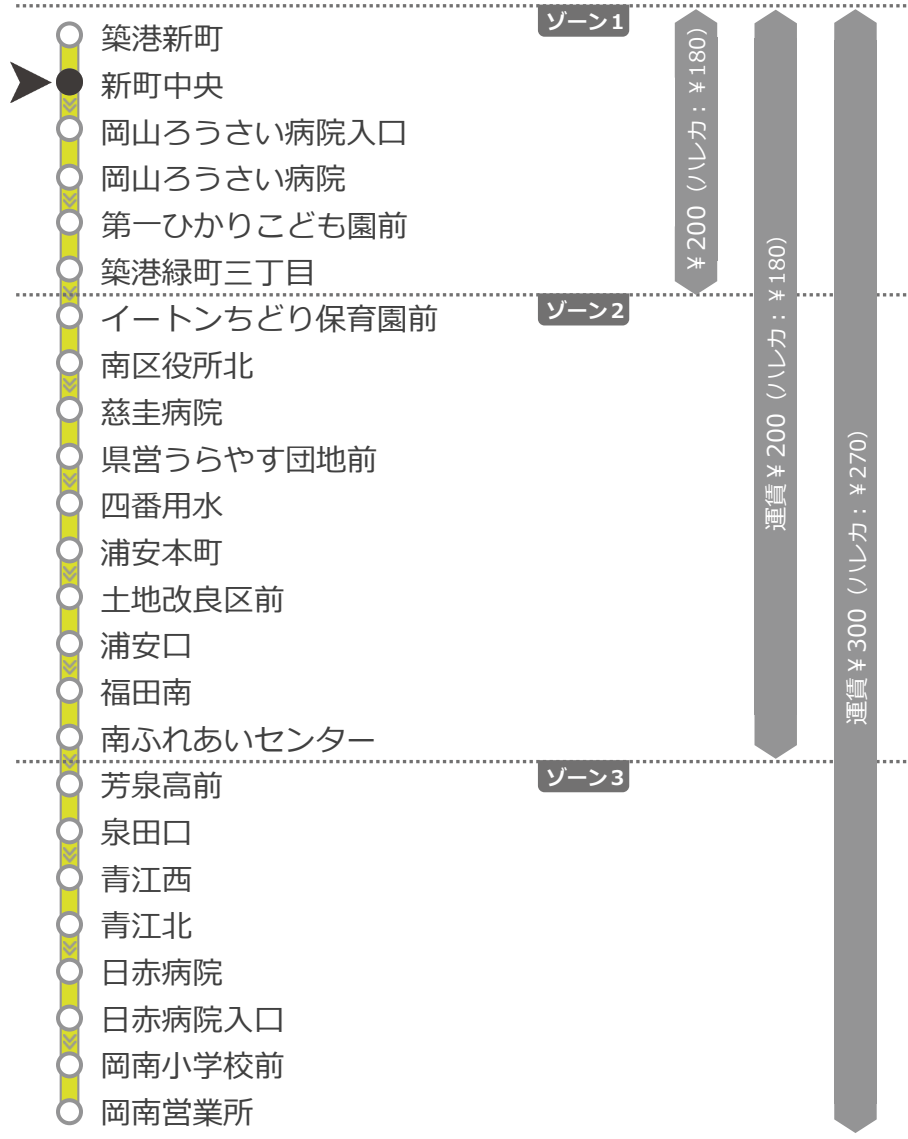 ゾーン1
築港新町
新町中央
岡山ろうさい病院入口
岡山ろうさい病院
第一ひかりこども園前
築港緑町三丁目
¥200（ハレカ：¥180）
ゾーン2
イートンちどり保育園前
南区役所北
慈圭病院
県営うらやす団地前
四番用水
浦安本町
土地改良区前
浦安口
福田南
南ふれあいセンター
運賃¥200（ハレカ：¥180）
ゾーン3
芳泉高前
泉田口
青江西
青江北
日赤病院
日赤病院入口
岡南小学校前
岡南営業所
運賃¥300（ハレカ：¥270）